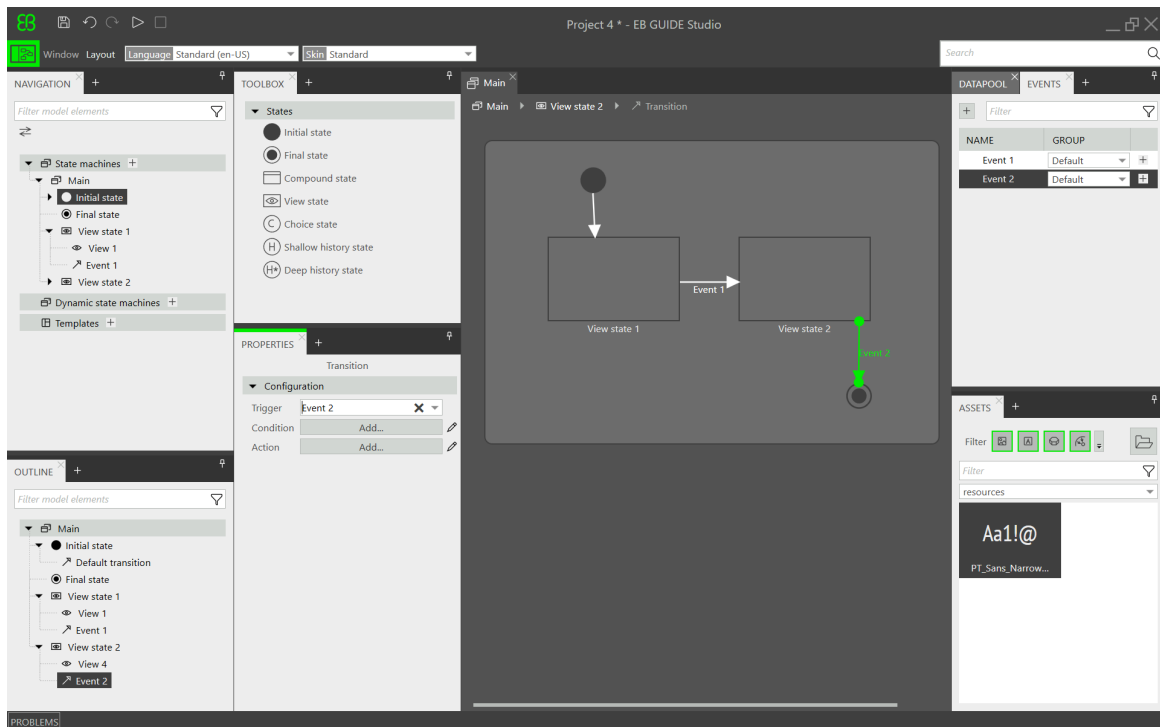 EB
Project 4 * - EB GUIDE Studio
Window Layout Language Standard (en-US) Skin Standard
Search
NAVIGATION
Filter model elements
State machines
Main
Initial state
Final state
View state 1
View 1
Event 1
View state 2
Dynamic state machines
Templates
OUTLINE
Filter model elements
Main
Initial state
Default transition
Final state
View state 1
View 1
Event 1
View state 2
View 4
Event 2
TOOLBOX
States
Initial state
Final state
Compound state
View state
C Choice state
H Shallow history state
H* Deep history state
PROPERTIES
Transition
Configuration
Trigger Event 2
Condition Add...
Action Add...
Main
Main View state 2 Transition
Event 1
View state 1
View state 2
Event 2
DATAPOOL EVENTS
Filter
NAME GROUP
Event 1 Default
Event 2 Default
ASSETS
Filter
Filter
resources
Aa1!@
PT_Sans_Narrow...
PROBLEMS